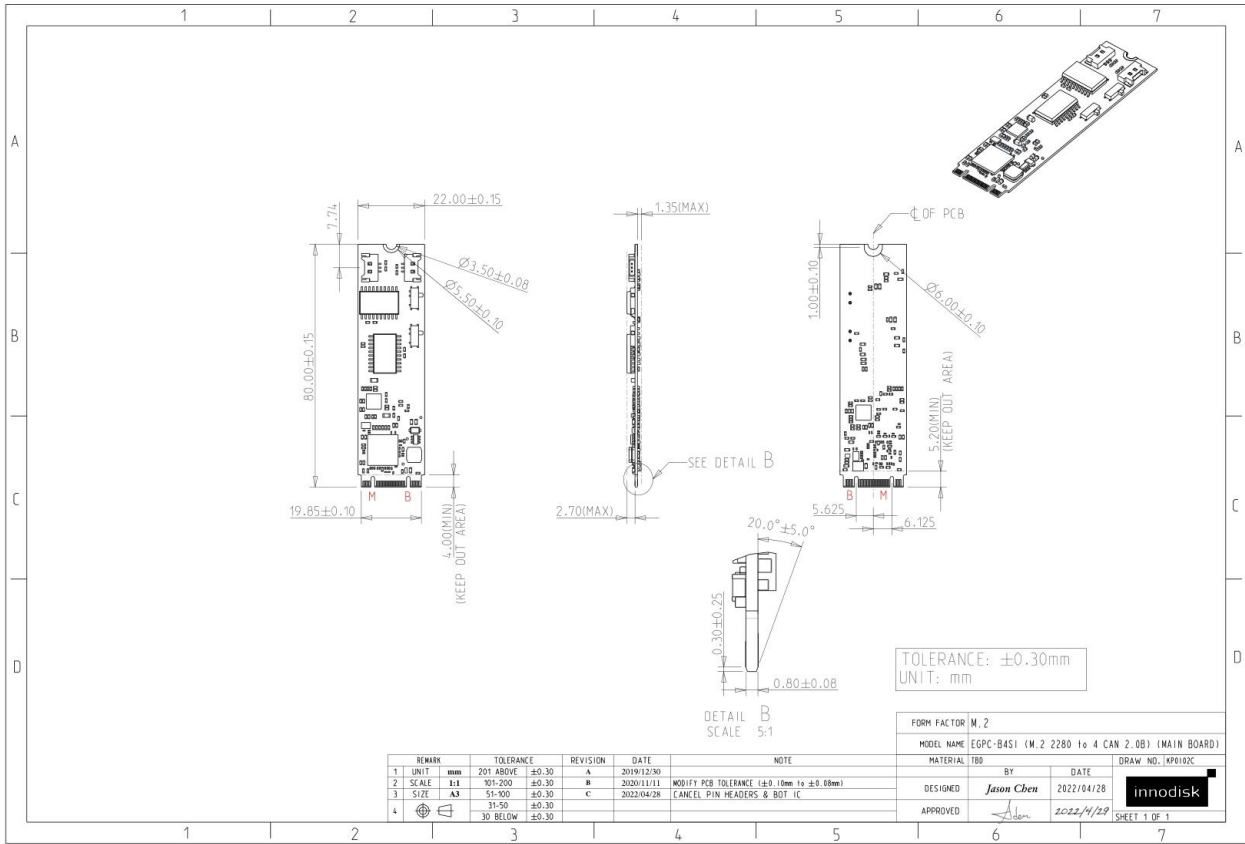 1 2 3 4 5 6 7
A A
B B
C C
D D
22.00±0.15
7.74
80.00±0.15
Ø3.50±0.08
Ø5.50±0.10
M B
19.85±0.10
4.00(MIN)
(KEEP OUT AREA)
1.35(MAX)
SEE DETAIL B
2.70(MAX)
℄ OF PCB
1.00±0.10
Ø6.00±0.10
5.20(MIN)
(KEEP OUT AREA)
B M
5.625
6.125
20.0°±5.0°
0.30±0.25
0.80±0.08
DETAIL B
SCALE 5:1
TOLERANCE: ±0.30mm
UNIT: mm
FORM FACTOR M.2
MODEL NAME EGPC-B4S1 (M.2 2280 to 4 CAN 2.0B) (MAIN BOARD)
MATERIAL TBD DRAW NO. KP0102C
BY DATE
DESIGNED Jason Chen 2022/04/28
APPROVED 2022/4/29
innodisk
SHEET 1 OF 1
REMARK TOLERANCE REVISION DATE NOTE
1 UNIT mm 201 ABOVE ±0.30 A 2019/12/30
2 SCALE 1:1 101-200 ±0.30 B 2020/11/11 MODIFY PCB TOLERANCE (±0.10mm to ±0.08mm)
3 SIZE A3 51-100 ±0.30 C 2022/04/28 CANCEL PIN HEADERS & BOT IC
4 31-50 ±0.30
30 BELOW ±0.30
1 2 3 4 5 6 7